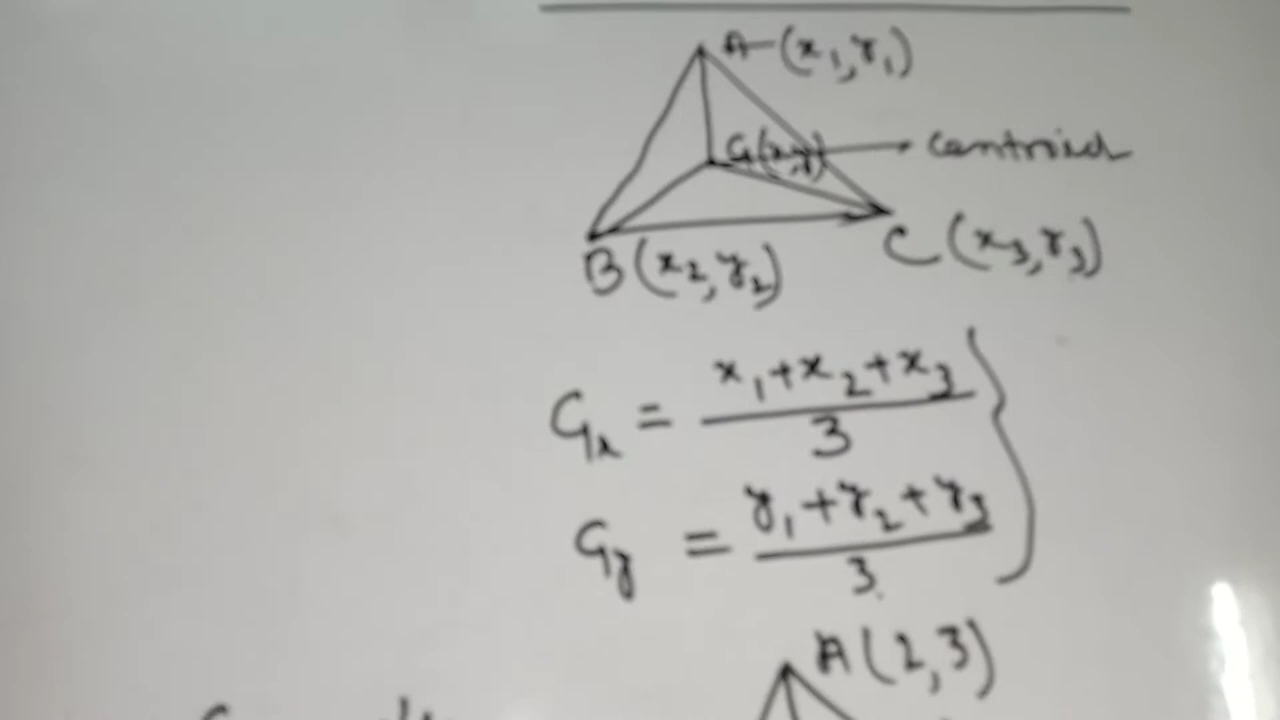 A (x₁,y₁)
G(x,y) centroid
C (x₃,y₃)
B (x₂,y₂)
Gx = x₁+x₂+x₃ / 3
Gy = y₁+y₂+y₃ / 3
A(2,3)